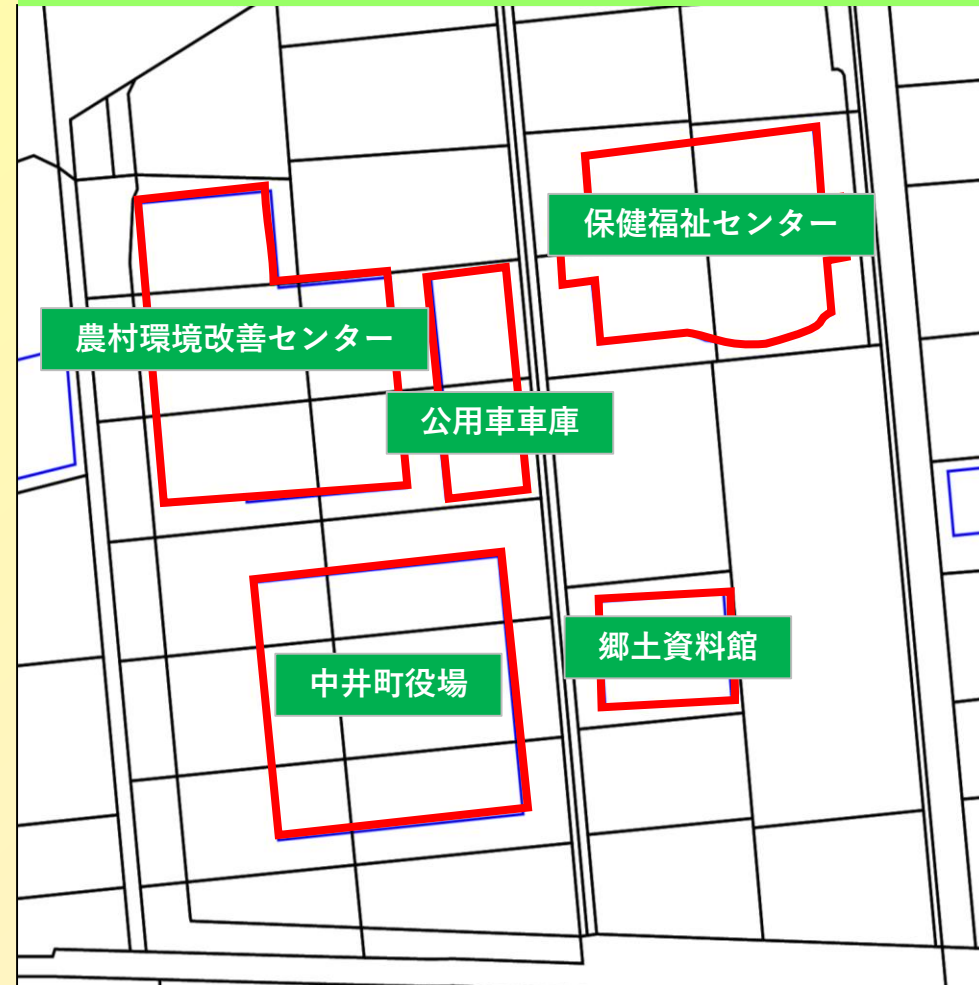 保健福祉センター
農村環境改善センター
公用車車庫
郷土資料館
中井町役場